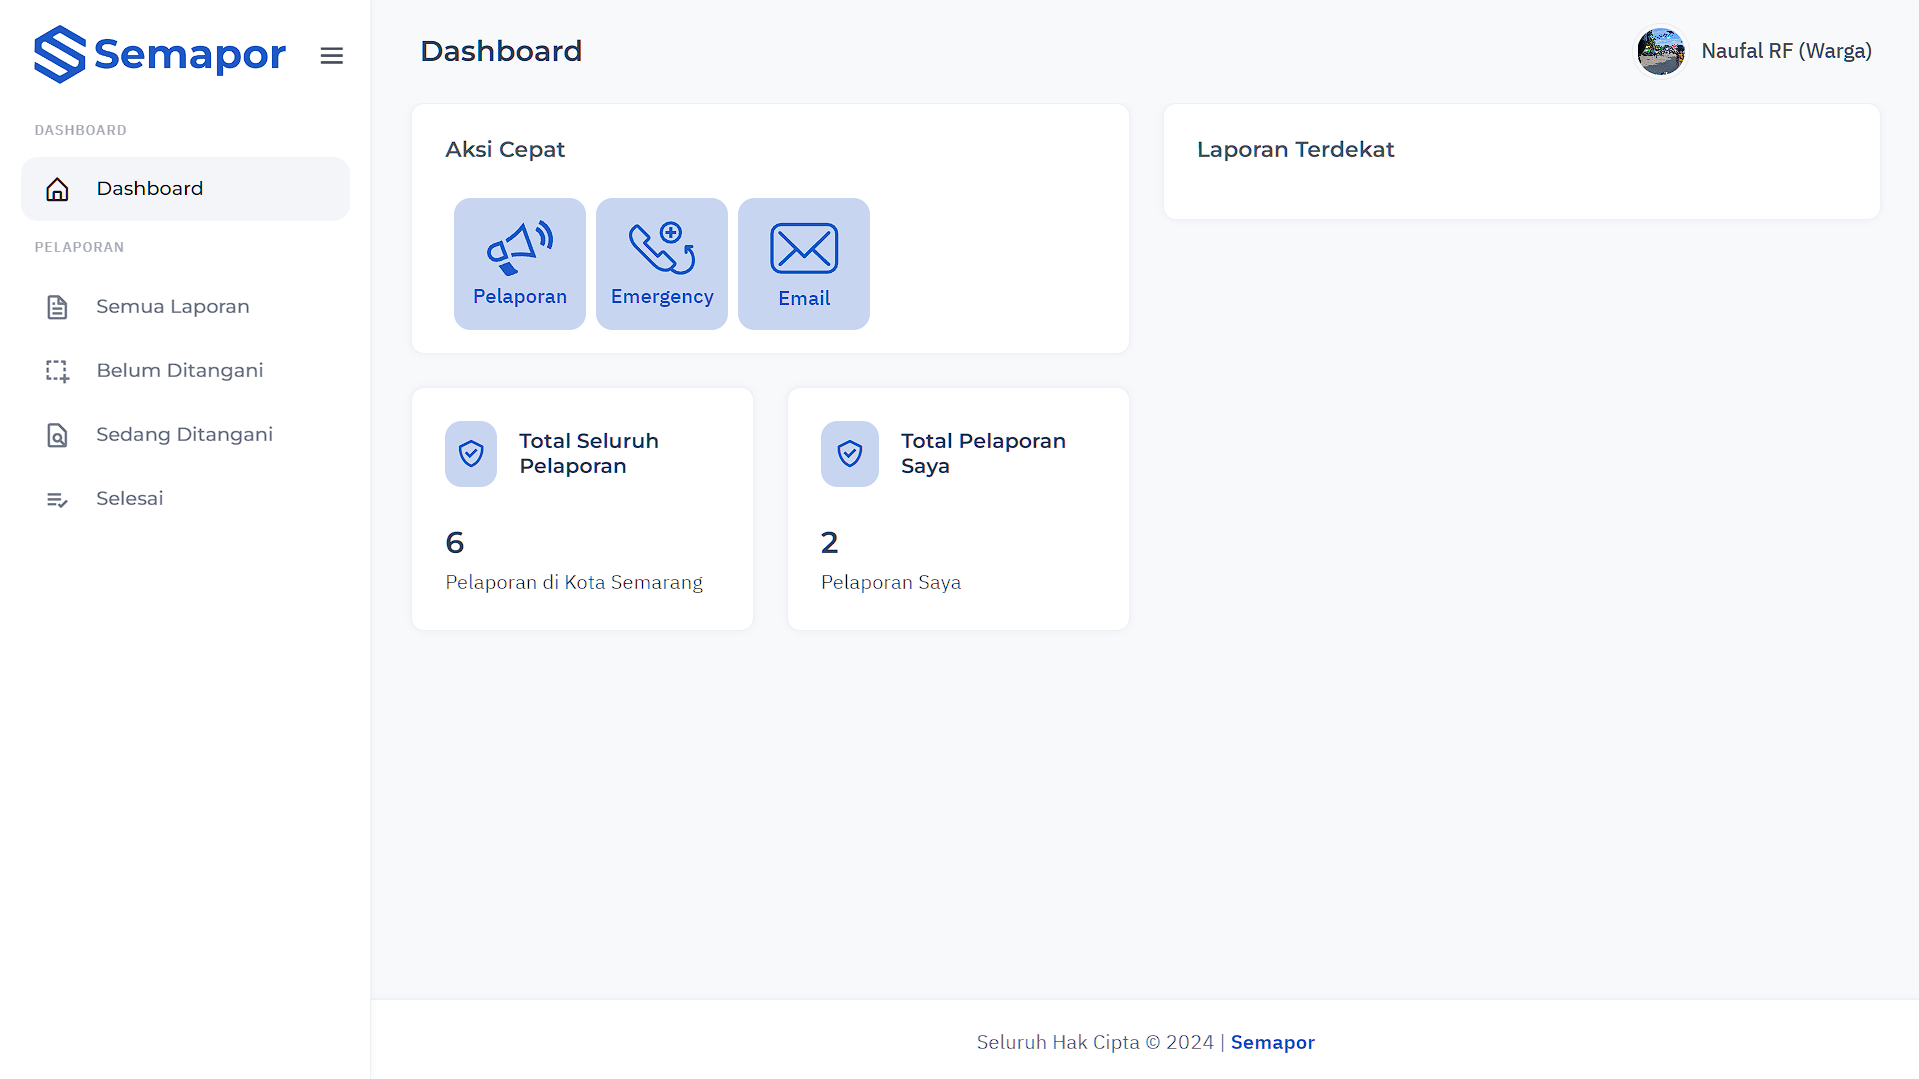 Semapor
DASHBOARD
Dashboard
PELAPORAN
Semua Laporan
Belum Ditangani
Sedang Ditangani
Selesai
Dashboard
Naufal RF (Warga)
Aksi Cepat
Pelaporan
Emergency
Email
Laporan Terdekat
Total Seluruh
Pelaporan
6
Pelaporan di Kota Semarang
Total Pelaporan
Saya
2
Pelaporan Saya
Seluruh Hak Cipta © 2024 | Semapor